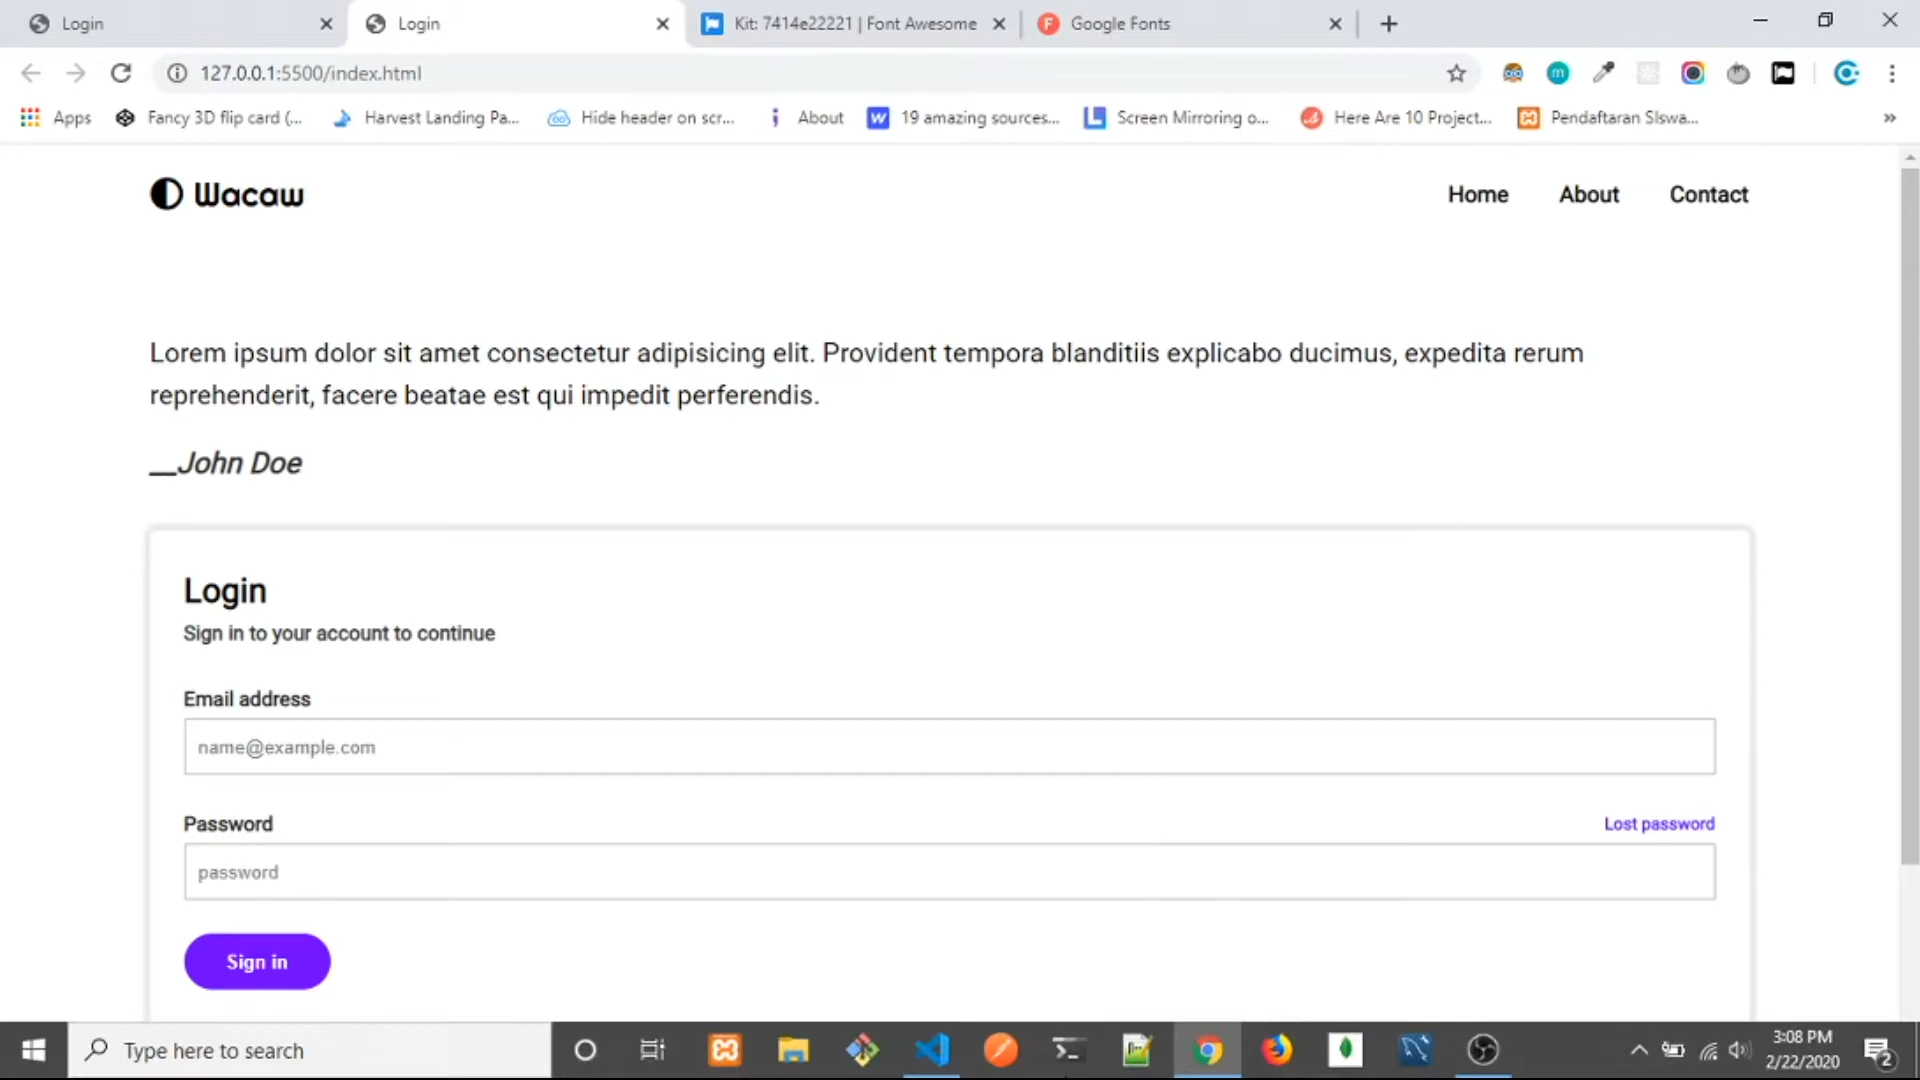 Login
Login
Kit: 7414e22221 | Font Awesome
Google Fonts
127.0.0.1:5500/index.html
Apps
Fancy 3D flip card (...
Harvest Landing Pa...
Hide header on scr...
About
19 amazing sources...
Screen Mirroring o...
Here Are 10 Project...
Pendaftaran SIswa...
»
Wacaw
Home
About
Contact
Lorem ipsum dolor sit amet consectetur adipisicing elit. Provident tempora blanditiis explicabo ducimus, expedita rerum
reprehenderit, facere beatae est qui impedit perferendis.
__John Doe
Login
Sign in to your account to continue
Email address
name@example.com
Password
Lost password
password
Sign in
Type here to search
3:08 PM
2/22/2020
2